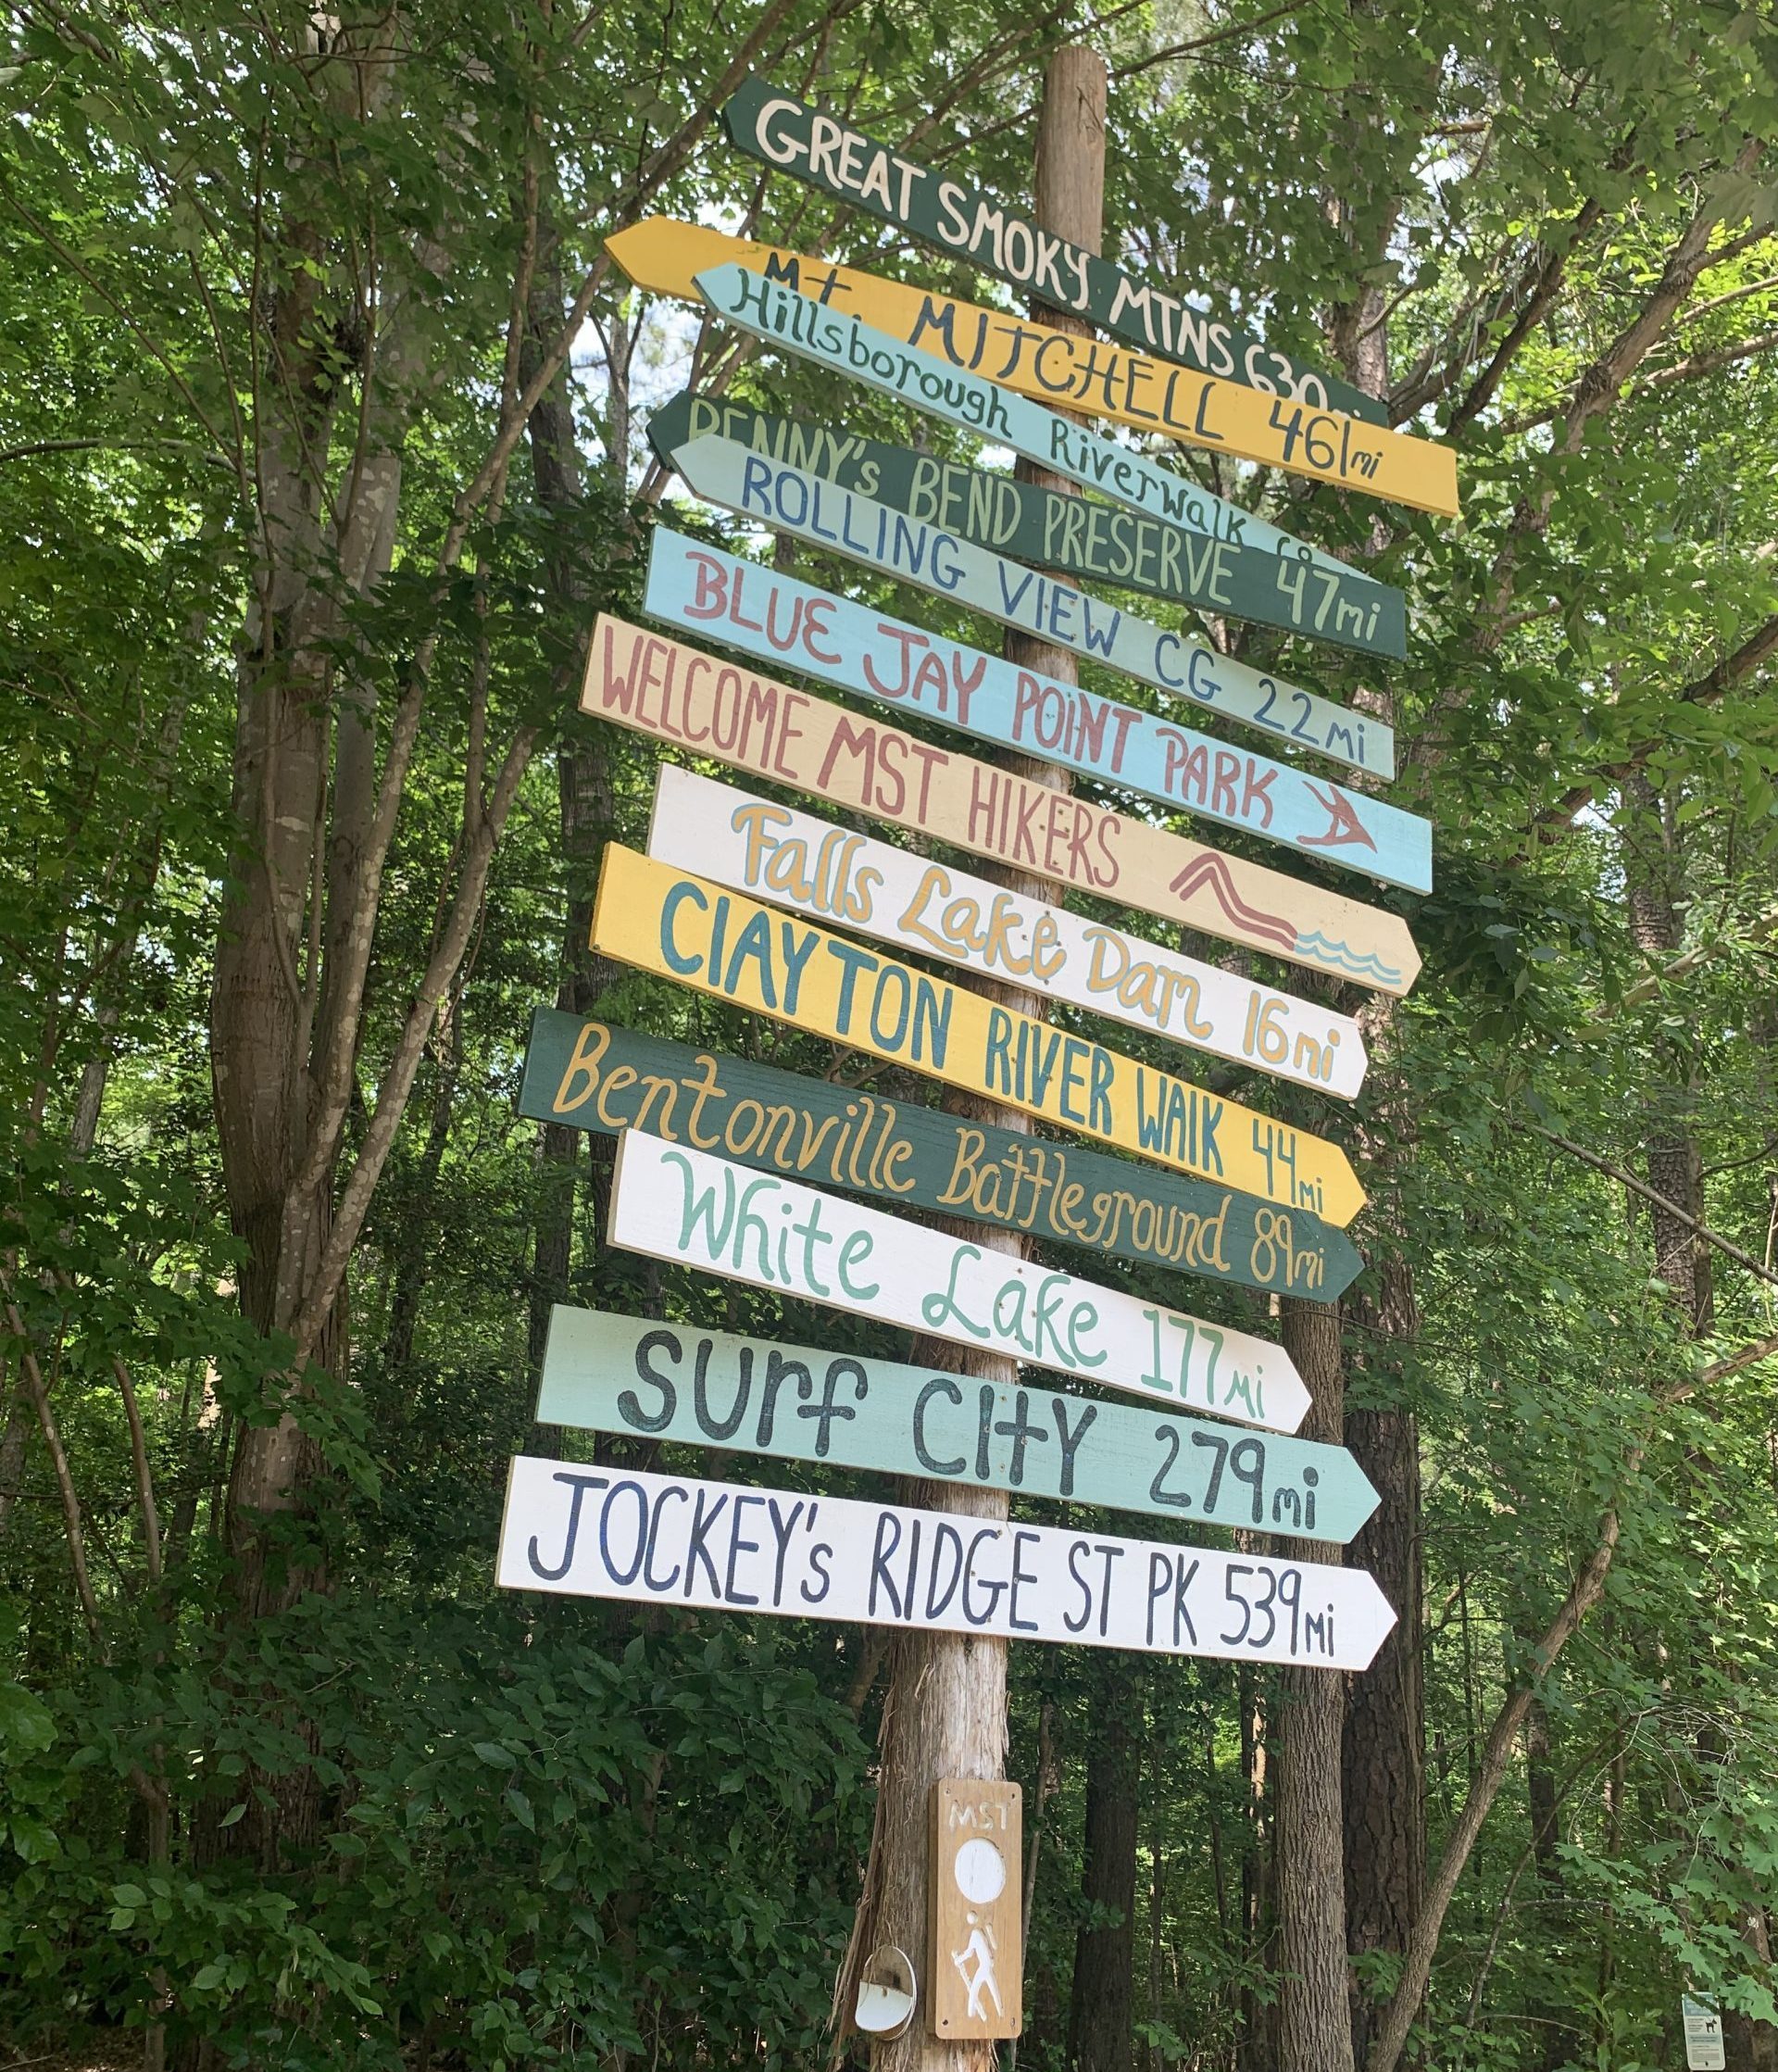 GREAT SMOKY MTNS 630
Mt. MITCHELL 461mi
Hillsborough Riverwalk
PENNY's BEND PRESERVE 47mi
ROLLING VIEW CG 22mi
BLUE JAY POINT PARK
WELCOME MST HIKERS
Falls Lake Dam 16mi
ClAYTON RIVER WAlK 44mi
Bentonville Battleground 89mi
White Lake 177mi
Surf CItY 279mi
JOCKEY's RIDGE ST PK 539mi
MST